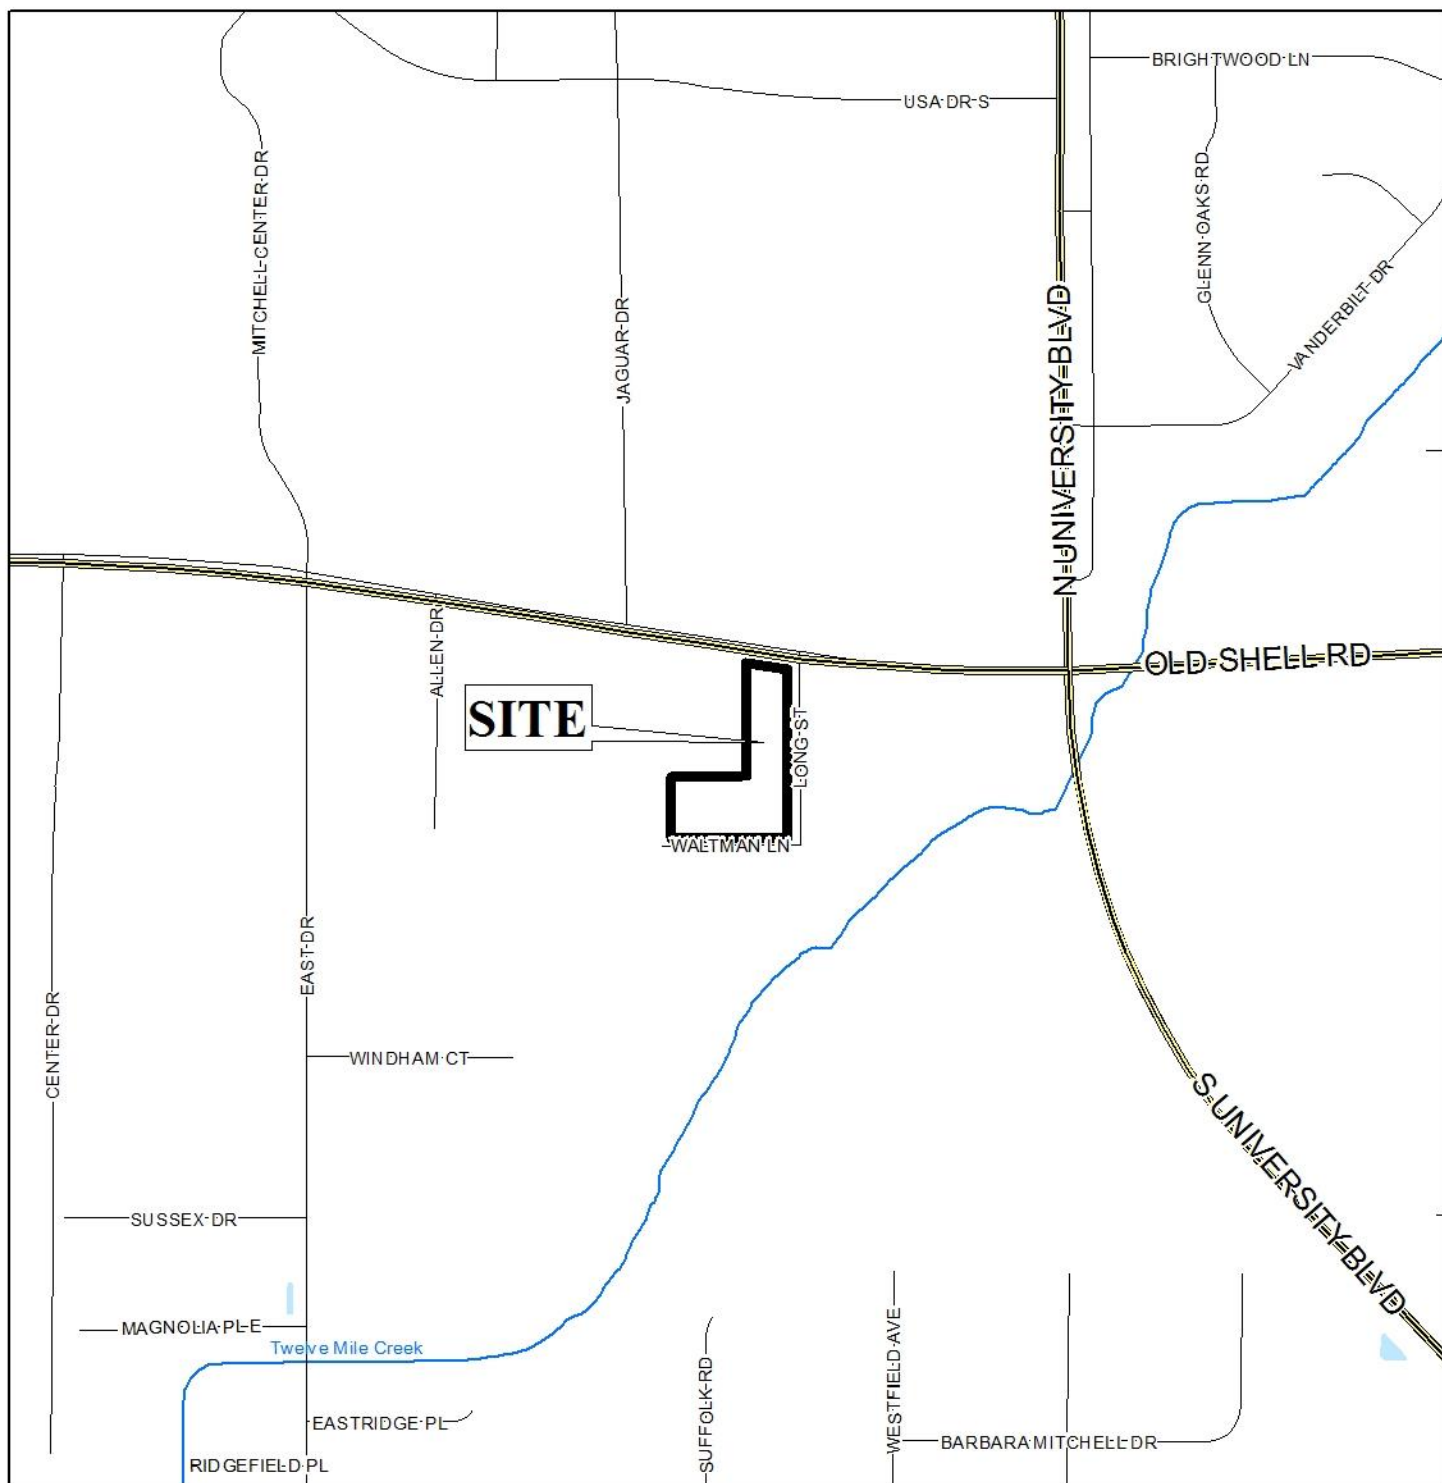 BRIGHTWOOD LN
USA DR S
MITCHELL CENTER DR
GLENN OAKS RD
VANDERBILT DR
JAGUAR DR
N UNIVERSITY BLVD
ALLEN DR
OLD SHELL RD
SITE
LONG ST
WALTMAN LN
EAST DR
CENTER DR
WINDHAM CT
S UNIVERSITY BLVD
SUSSEX DR
MAGNOLIA PL E
Twelve Mile Creek
SUFFOLK RD
WESTFIELD AVE
EASTRIDGE PL
BARBARA MITCHELL DR
RIDGEFIELD PL